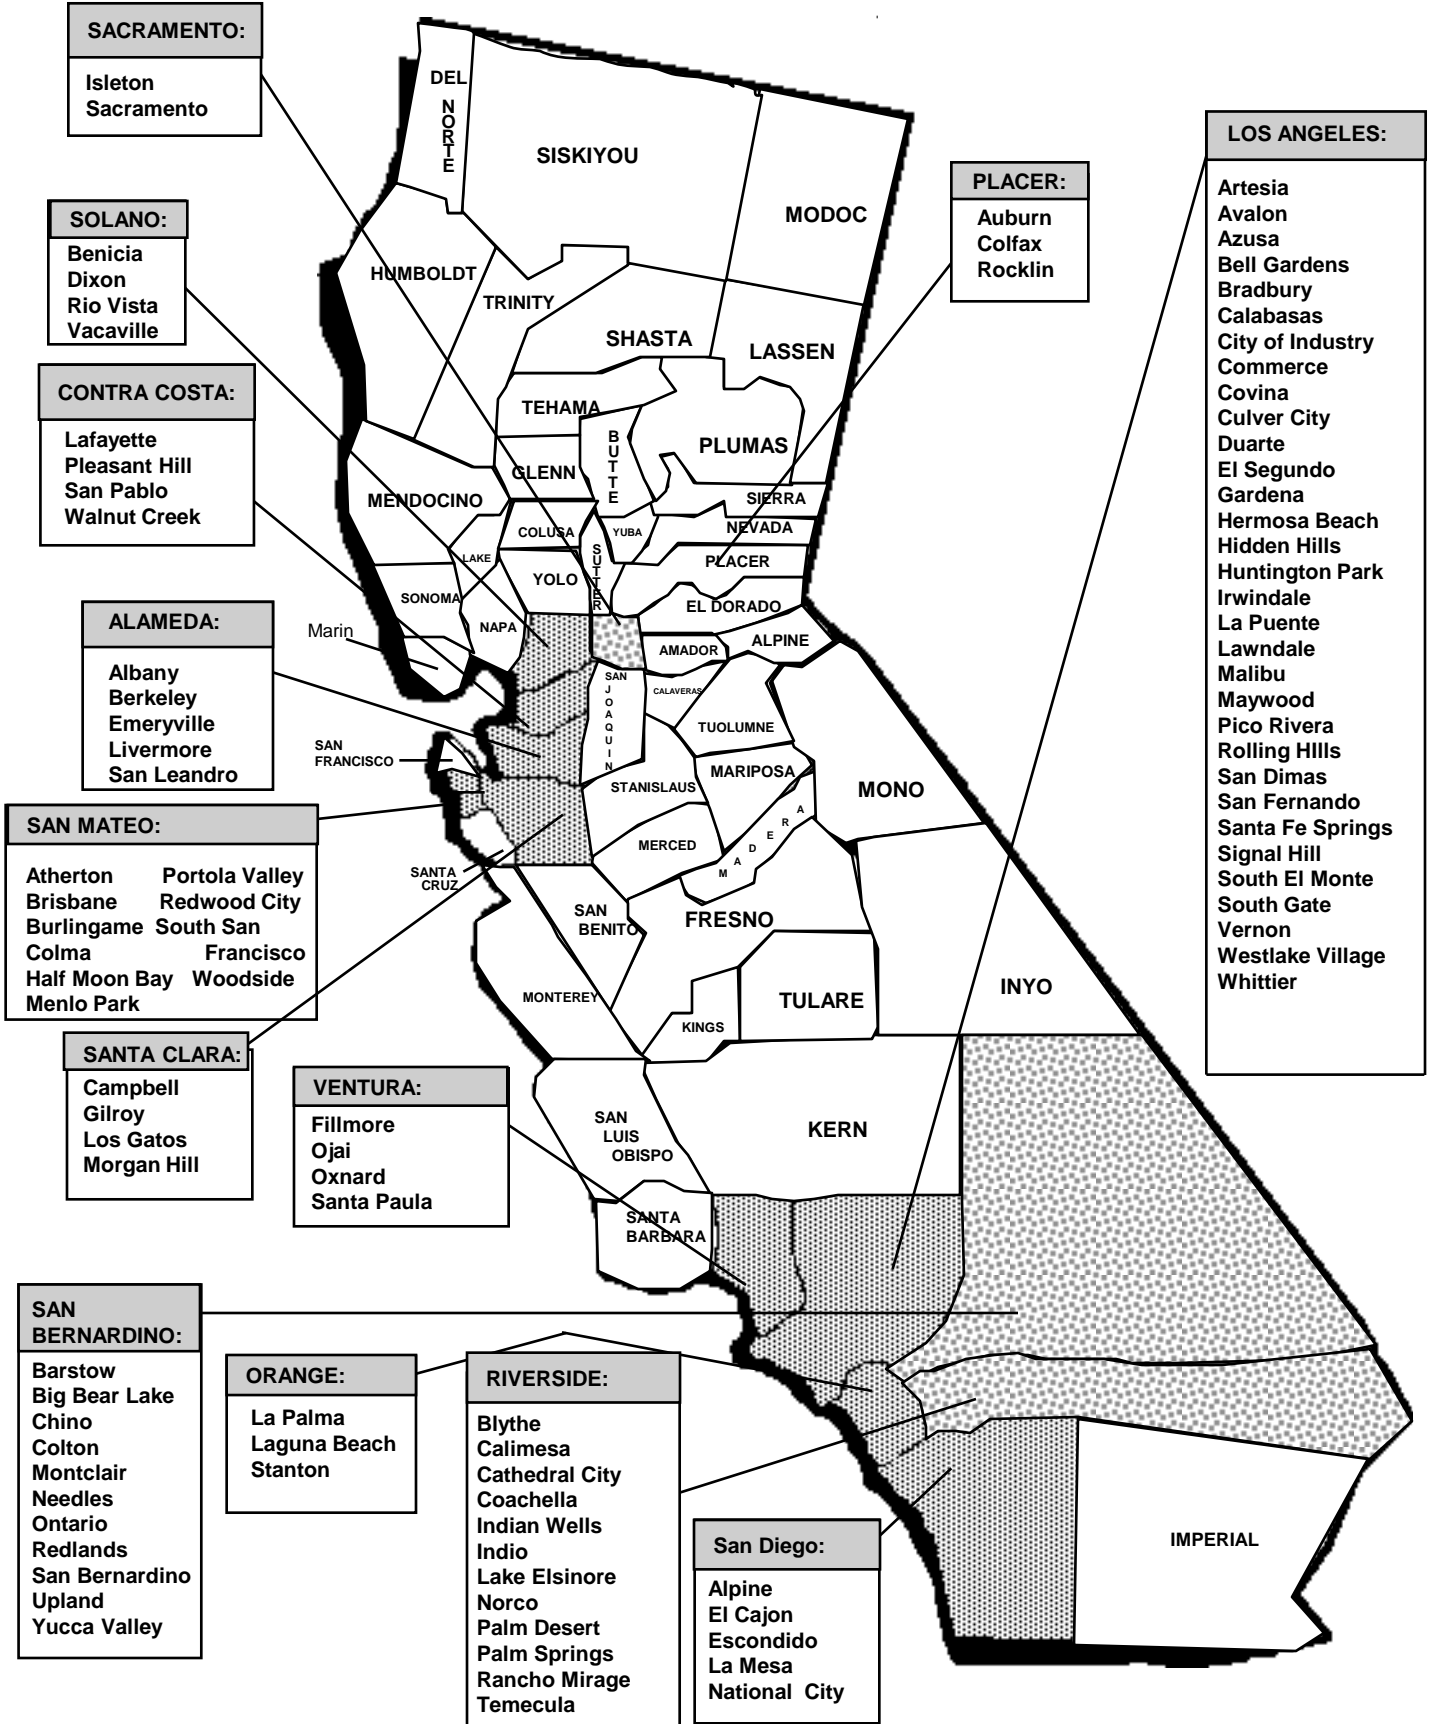 SACRAMENTO:
Isleton
Sacramento
SOLANO:
Benicia
Dixon
Rio Vista
Vacaville
CONTRA COSTA:
Lafayette
Pleasant Hill
San Pablo
Walnut Creek
ALAMEDA:
Albany
Berkeley
Emeryville
Livermore
San Leandro
SAN MATEO:
Atherton Portola Valley
Brisbane Redwood City
Burlingame South San
Colma Francisco
Half Moon Bay Woodside
Menlo Park
SANTA CLARA:
Campbell
Gilroy
Los Gatos
Morgan Hill
VENTURA:
Fillmore
Ojai
Oxnard
Santa Paula
SAN
BERNARDINO:
Barstow
Big Bear Lake
Chino
Colton
Montclair
Needles
Ontario
Redlands
San Bernardino
Upland
Yucca Valley
ORANGE:
La Palma
Laguna Beach
Stanton
RIVERSIDE:
Blythe
Calimesa
Cathedral City
Coachella
Indian Wells
Indio
Lake Elsinore
Norco
Palm Desert
Palm Springs
Rancho Mirage
Temecula
San Diego:
Alpine
El Cajon
Escondido
La Mesa
National City
PLACER:
Auburn
Colfax
Rocklin
LOS ANGELES:
Artesia
Avalon
Azusa
Bell Gardens
Bradbury
Calabasas
City of Industry
Commerce
Covina
Culver City
Duarte
El Segundo
Gardena
Hermosa Beach
Hidden Hills
Huntington Park
Irwindale
La Puente
Lawndale
Malibu
Maywood
Pico Rivera
Rolling HIlls
San Dimas
San Fernando
Santa Fe Springs
Signal Hill
South El Monte
South Gate
Vernon
Westlake Village
Whittier
DEL
NORTE
SISKIYOU
MODOC
HUMBOLDT
TRINITY
SHASTA
LASSEN
TEHAMA
BUTTE
PLUMAS
GLENN
MENDOCINO
SIERRA
COLUSA
YUBA
NEVADA
LAKE
SUTTER
PLACER
YOLO
SONOMA
EL DORADO
NAPA
Marin
AMADOR
ALPINE
SAN
JOAQUIN
CALAVERAS
TUOLUMNE
SAN
FRANCISCO
STANISLAUS
MARIPOSA
MONO
MERCED
MADERA
SANTA
CRUZ
SAN
BENITO
FRESNO
MONTEREY
KINGS
TULARE
INYO
SAN
LUIS
OBISPO
KERN
SANTA
BARBARA
IMPERIAL